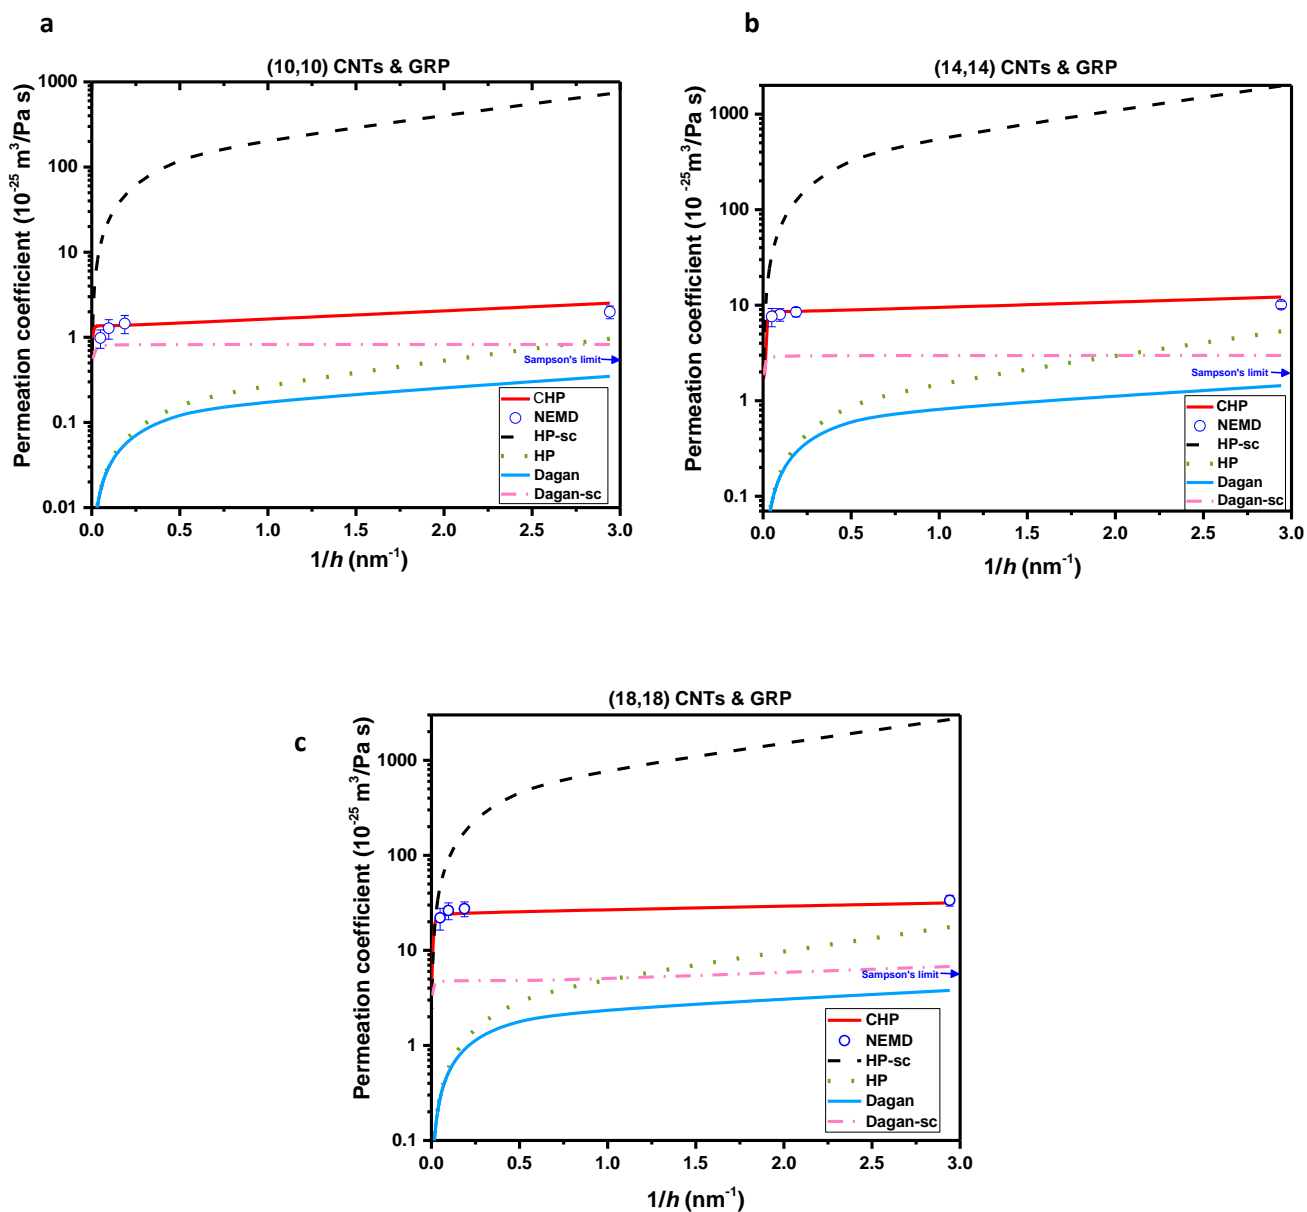 a
(10,10) CNTs & GRP
Permeation coefficient (10⁻²⁵ m³/Pa s)
1000
100
10
1
0.1
0.01
Sampson's limit
CHP
NEMD
HP-sc
HP
Dagan
Dagan-sc
0.0 0.5 1.0 1.5 2.0 2.5 3.0
1/h (nm⁻¹)
b
(14,14) CNTs & GRP
Permeation coefficient (10⁻²⁵ m³/Pa s)
1000
100
10
1
0.1
Sampson's limit
CHP
NEMD
HP-sc
HP
Dagan
Dagan-sc
0.0 0.5 1.0 1.5 2.0 2.5 3.0
1/h (nm⁻¹)
c
(18,18) CNTs & GRP
Permeation coefficient (10⁻²⁵ m³/Pa s)
1000
100
10
1
0.1
Sampson's limit
CHP
NEMD
HP-sc
HP
Dagan
Dagan-sc
0.0 0.5 1.0 1.5 2.0 2.5 3.0
1/h (nm⁻¹)